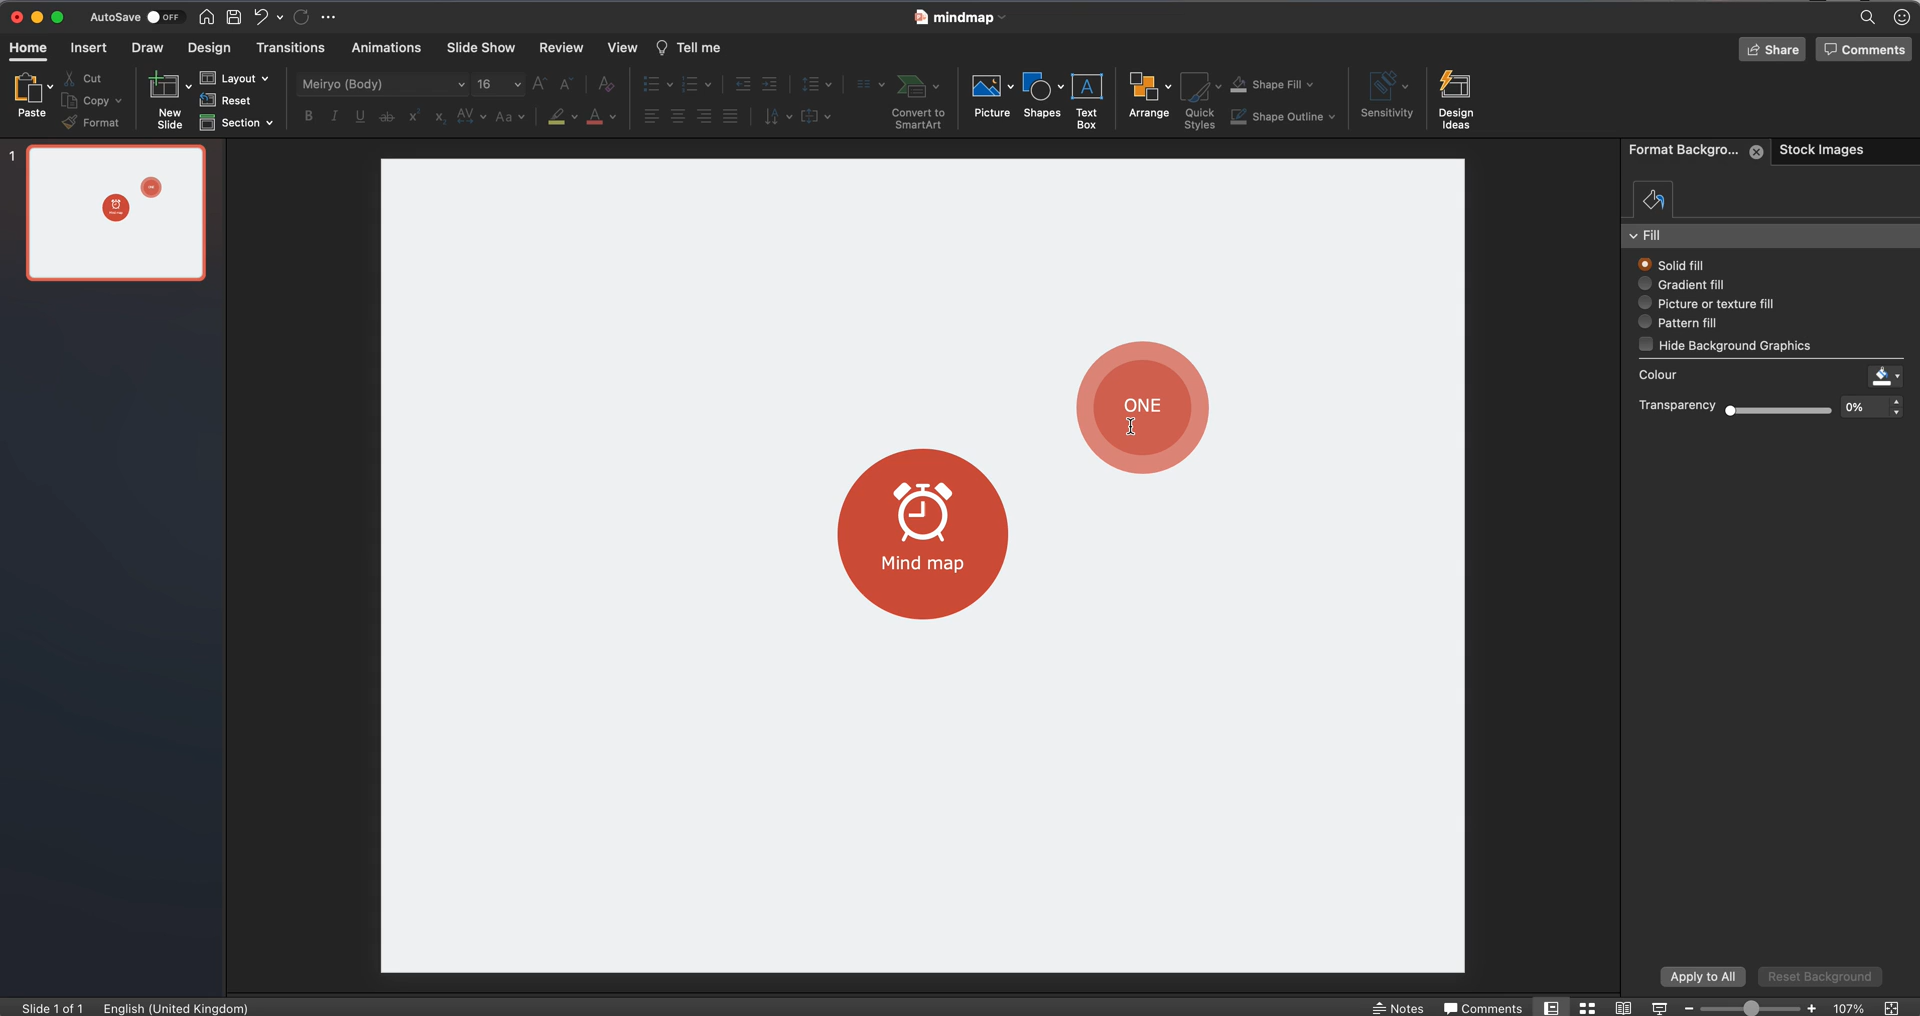 AutoSave OFF
mindmap
Home Insert Draw Design Transitions Animations Slide Show Review View Tell me
Share Comments
Paste
Cut
Copy
Format
New Slide
Layout
Reset
Section
Meiryo (Body) 16
B I U ab
Convert to SmartArt
Picture Shapes Text Box
Arrange Quick Styles
Shape Fill
Shape Outline
Sensitivity
Design Ideas
1
ONE
Mind map
Format Backgro... Stock Images
Fill
Solid fill
Gradient fill
Picture or texture fill
Pattern fill
Hide Background Graphics
Colour
Transparency 0%
Apply to All Reset Background
Slide 1 of 1 English (United Kingdom)
Notes Comments 107%